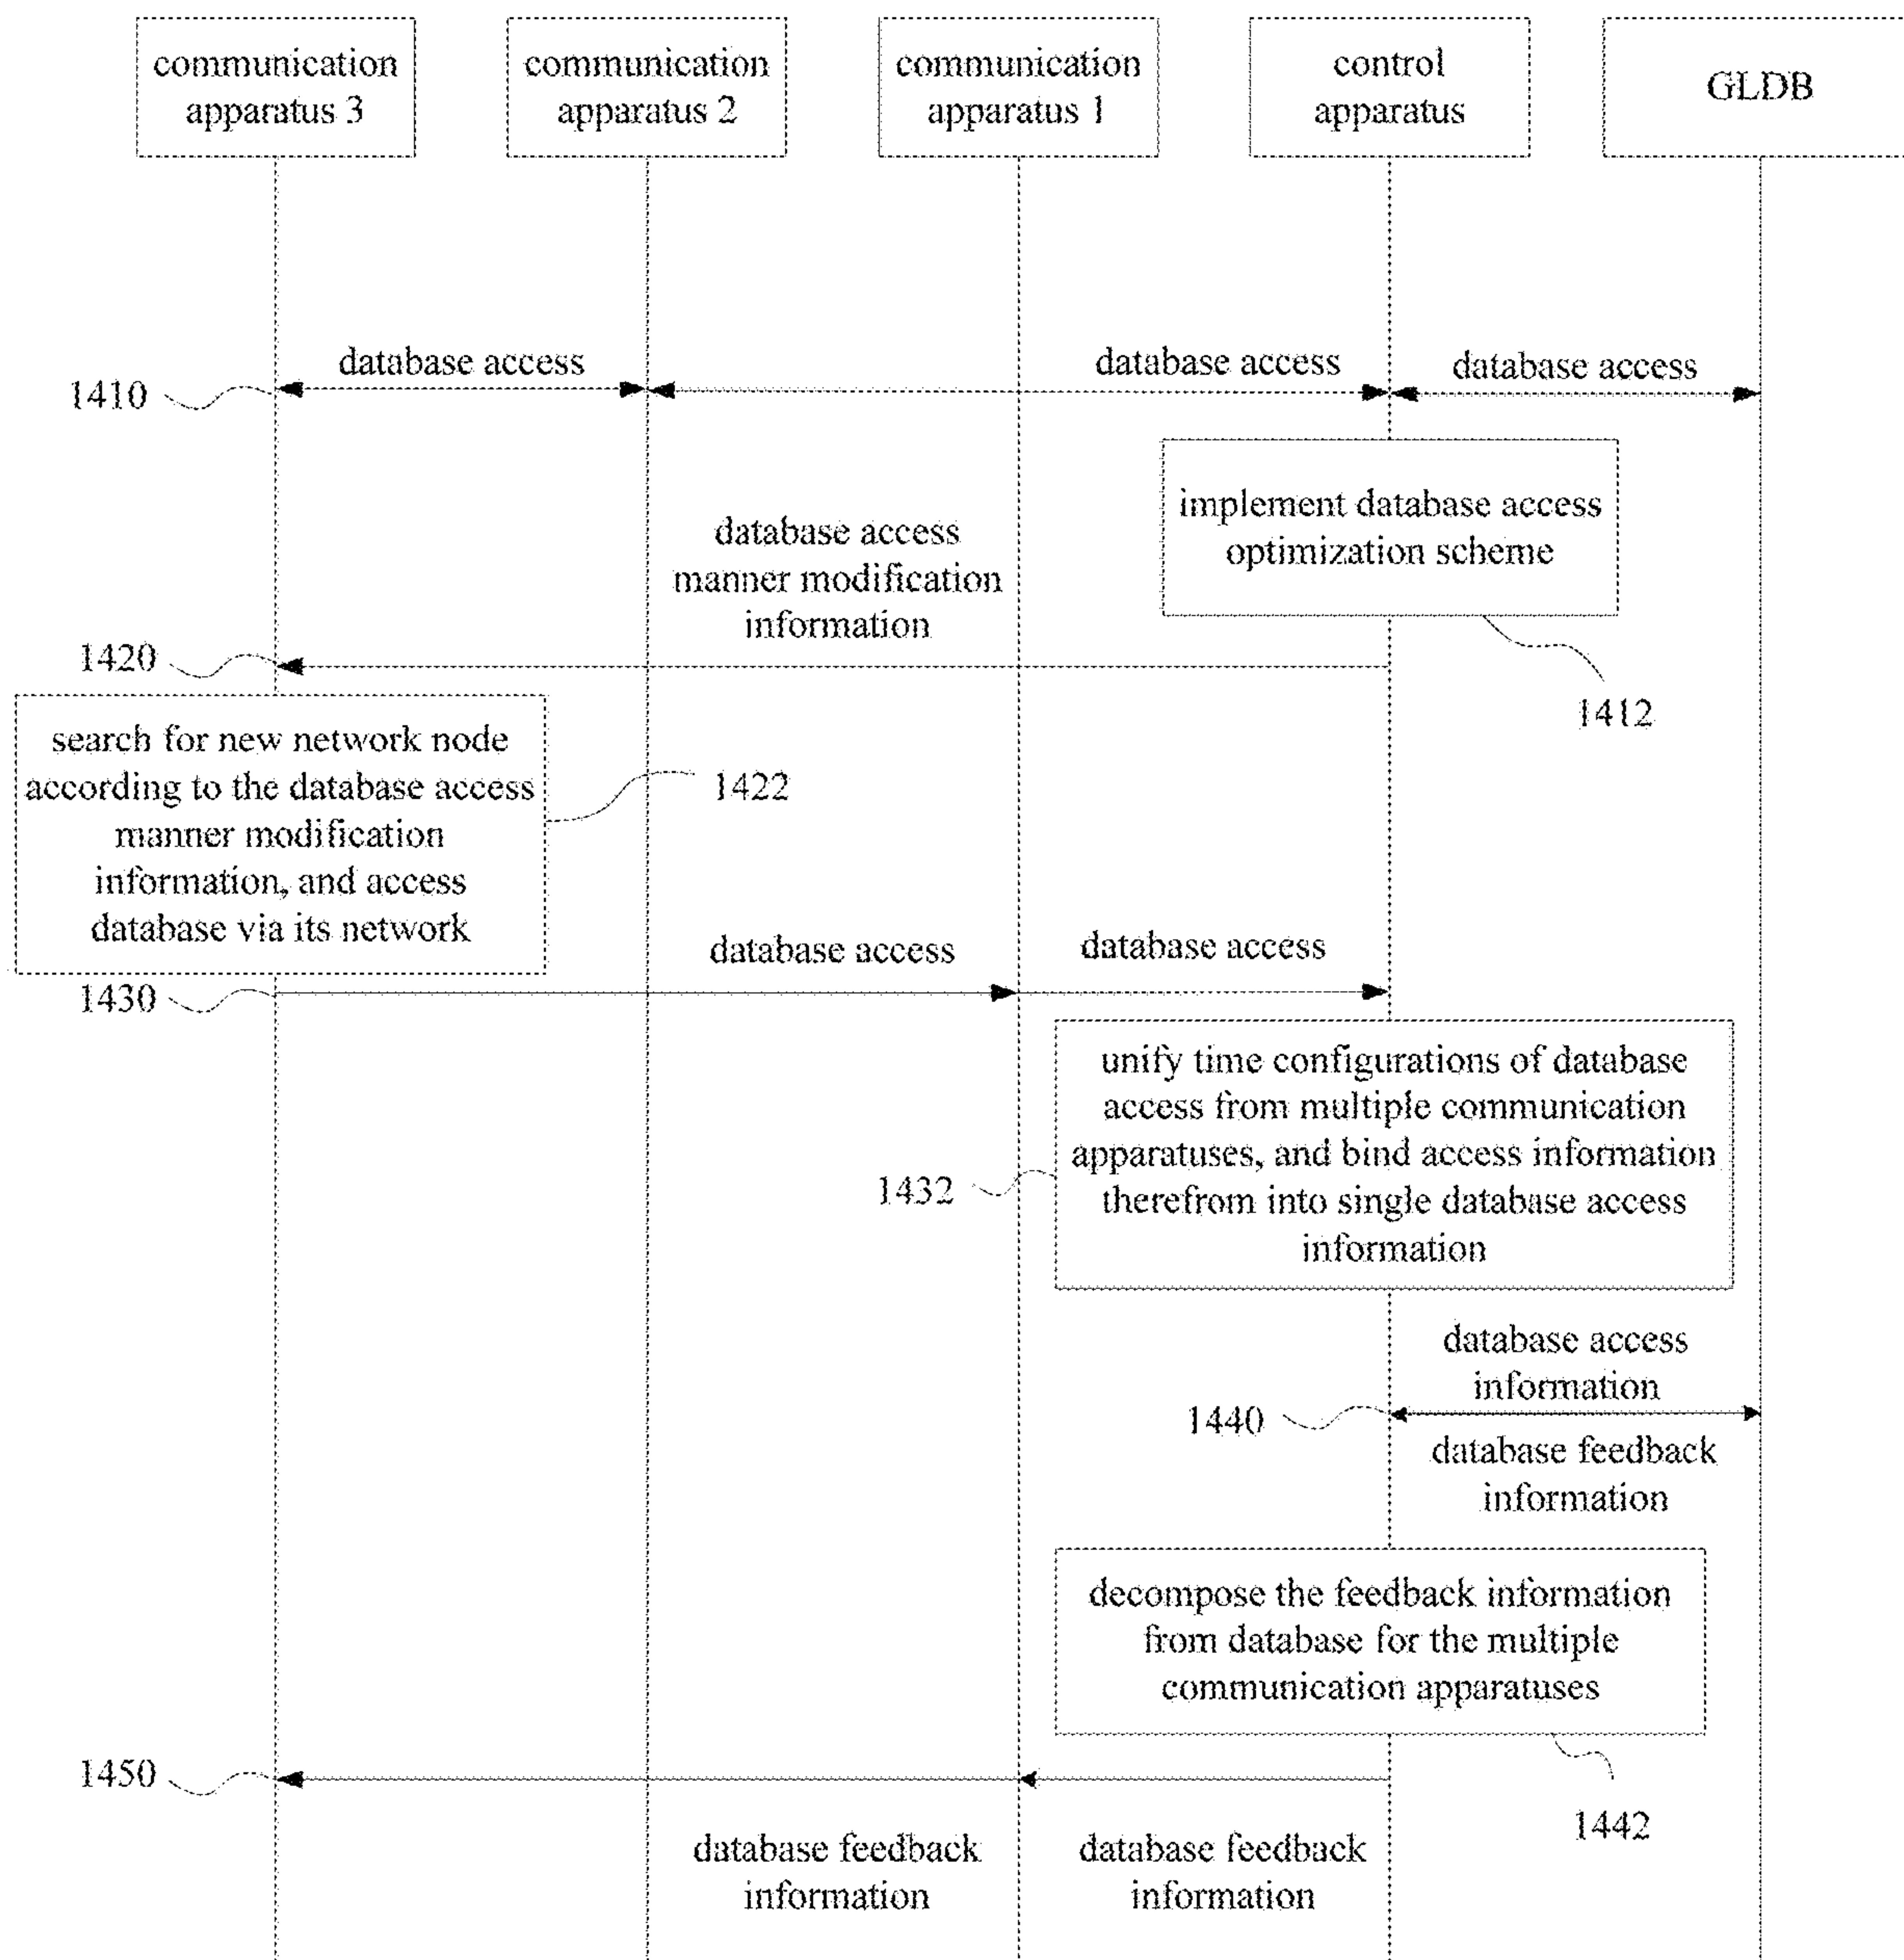 communication
apparatus 3
communication
apparatus 2
communication
apparatus 1
control
apparatus
GLDB
database access
database access
database access
1410
implement database access
optimization scheme
database access
manner modification
information
1420
1412
search for new network node
according to the database access
manner modification
information, and access
database via its network
1422
database access
database access
1430
unify time configurations of database
access from multiple communication
apparatuses, and bind access information
therefrom into single database access
information
1432
database access
information
1440
database feedback
information
decompose the feedback information
from database for the multiple
communication apparatuses
1450
1442
database feedback
information
database feedback
information